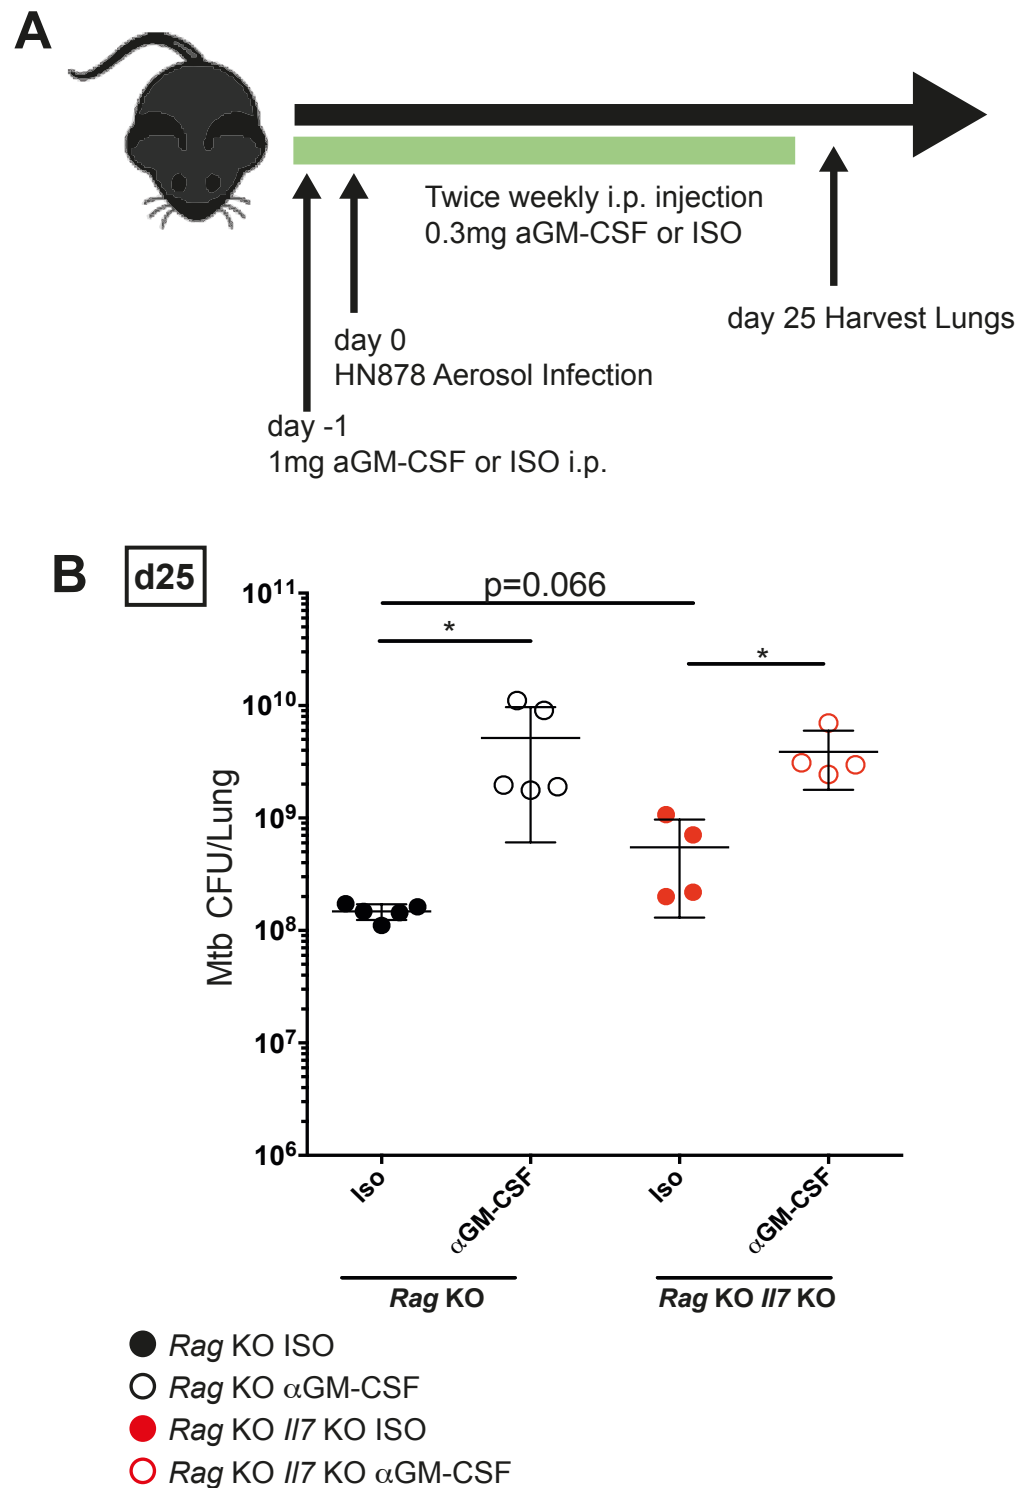 A
Twice weekly i.p. injection
0.3mg aGM-CSF or ISO
day 25 Harvest Lungs
day 0
HN878 Aerosol Infection
day -1
1mg aGM-CSF or ISO i.p.
B
d25
p=0.066
*
*
10¹¹
10¹⁰
10⁹
10⁸
10⁷
10⁶
Mtb CFU/Lung
Iso
αGM-CSF
Iso
αGM-CSF
Rag KO
Rag KO Il7 KO
Rag KO ISO
Rag KO αGM-CSF
Rag KO Il7 KO ISO
Rag KO Il7 KO αGM-CSF